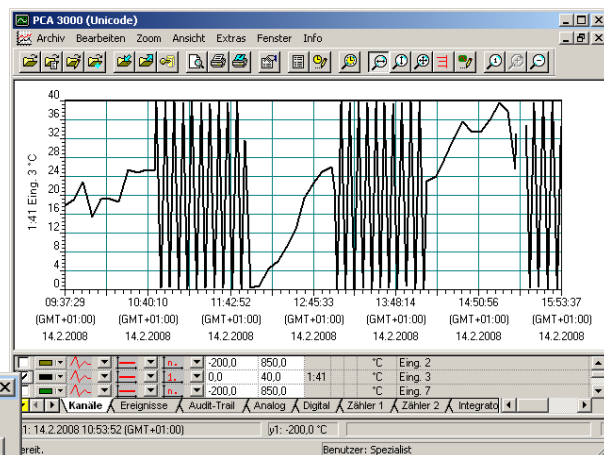 PCA 3000 (Unicode)
Archiv Bearbeiten Zoom Ansicht Extras Fenster Info
40
36
32
28
24
20
16
12
8
4
0
1:41 Eing. 3 °C
09:37:29 10:40:10 11:42:52 12:45:33 13:48:14 14:50:56 15:53:37
(GMT+01:00) (GMT+01:00) (GMT+01:00) (GMT+01:00) (GMT+01:00) (GMT+01:00) (GMT+01:00)
14.2.2008 14.2.2008 14.2.2008 14.2.2008 14.2.2008 14.2.2008 14.2.2008
n. -200,0 850,0 °C Eing. 2
1. 0,0 40,0 1:41 °C Eing. 3
n. -200,0 850,0 °C Eing. 7
Kanäle Ereignisse Audit-Trail Analog Digital Zähler 1 Zähler 2 Integrato
1: 14.2.2008 10:53:52 (GMT+01:00) y1: -200,0 °C
ereit. Benutzer: Spezialist